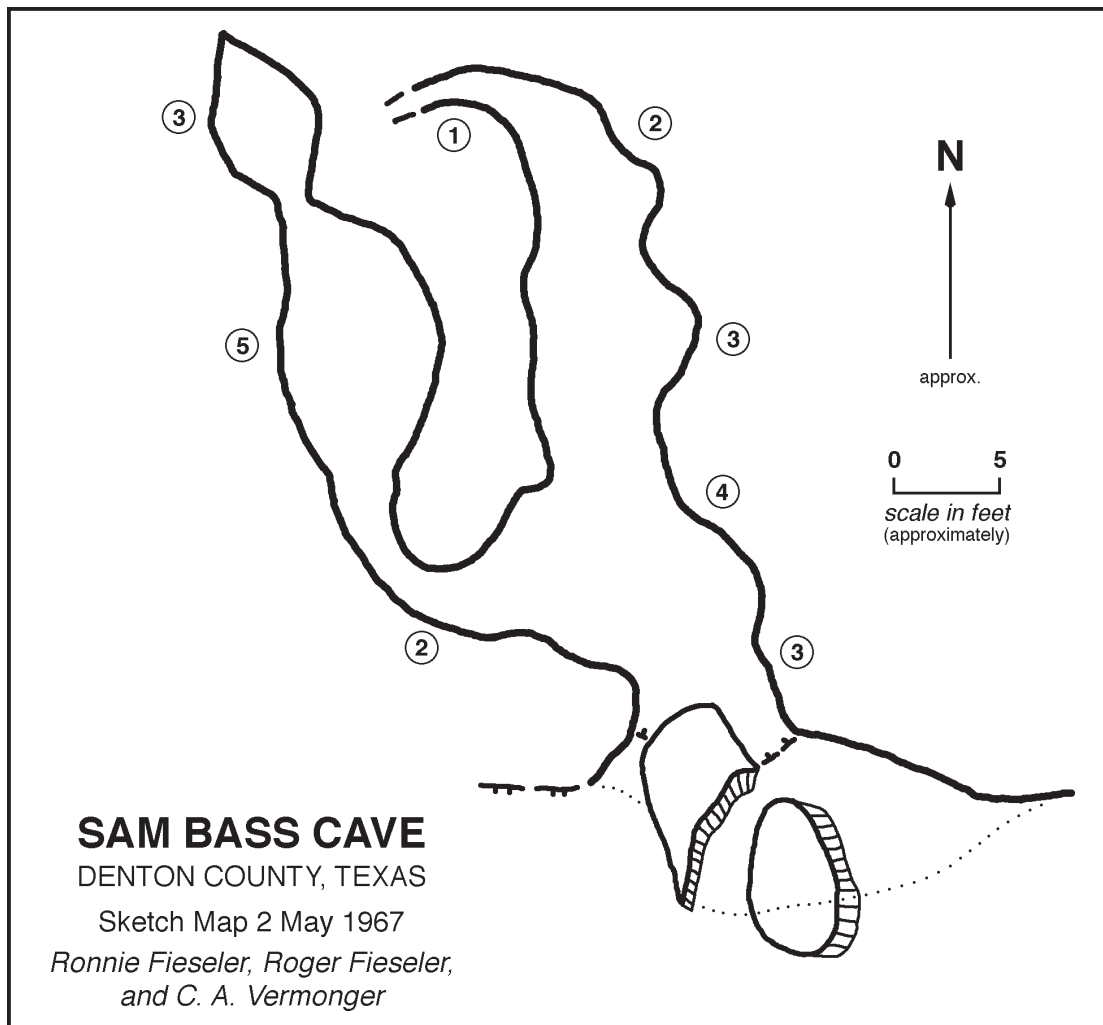 3
1
2
N
approx.
5
3
0 5
scale in feet
(approximately)
4
2
3
SAM BASS CAVE
DENTON COUNTY, TEXAS
Sketch Map 2 May 1967
Ronnie Fieseler, Roger Fieseler,
and C. A. Vermonger